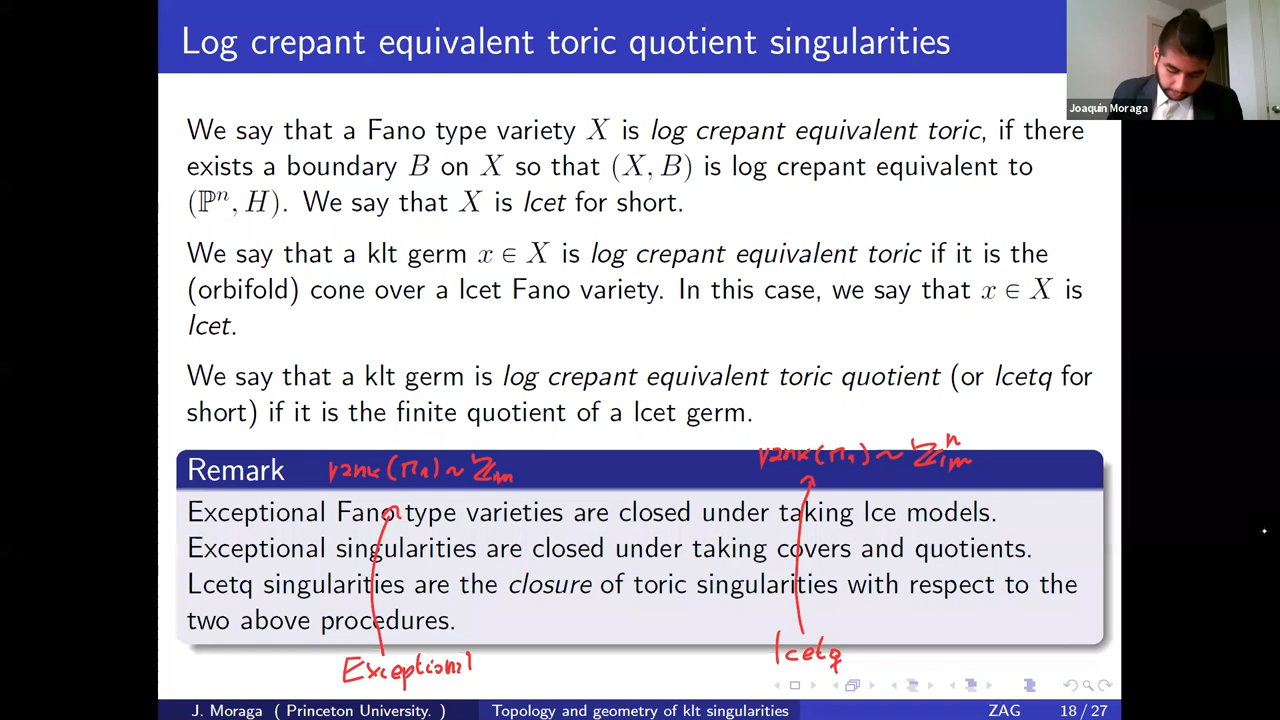 Log crepant equivalent toric quotient singularities
Joaquin Moraga
We say that a Fano type variety X is log crepant equivalent toric, if there
exists a boundary B on X so that (X, B) is log crepant equivalent to
(ℙⁿ, H). We say that X is lcet for short.
We say that a klt germ x ∈ X is log crepant equivalent toric if it is the
(orbifold) cone over a lcet Fano variety. In this case, we say that x ∈ X is
lcet.
We say that a klt germ is log crepant equivalent toric quotient (or lcetq for
short) if it is the finite quotient of a lcet germ.
rank(π₁) ~ ℤₘ
rank(π₁) ~ ℤₘⁿ
Remark
Exceptional Fano type varieties are closed under taking lce models.
Exceptional singularities are closed under taking covers and quotients.
Lcetq singularities are the closure of toric singularities with respect to the
two above procedures.
Exceptional
lcetq
J. Moraga ( Princeton University. )
Topology and geometry of klt singularities
ZAG
18 / 27